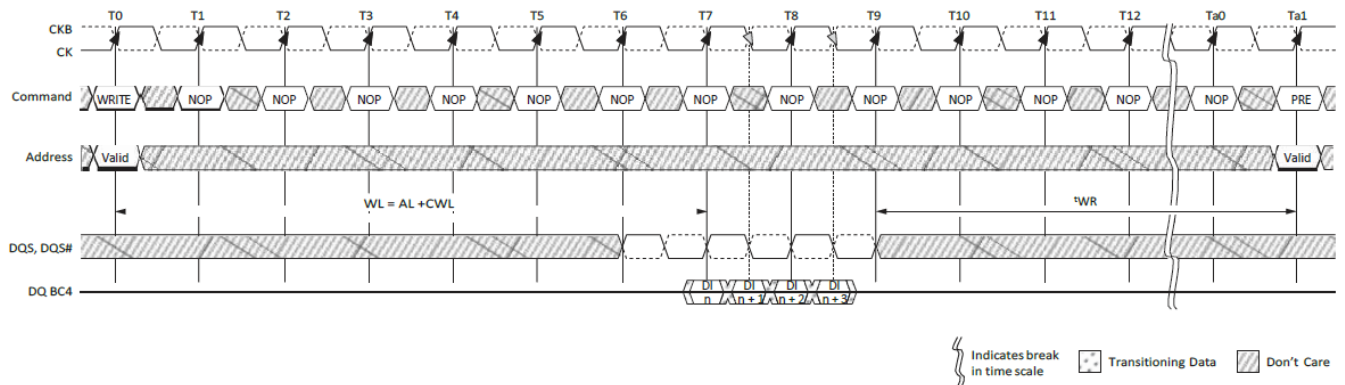 T0 T1 T2 T3 T4 T5 T6 T7 T8 T9 T10 T11 T12 Ta0 Ta1
CKB
CK
Command WRITE NOP NOP NOP NOP NOP NOP NOP NOP NOP NOP NOP NOP NOP PRE
Address Valid Valid
WL = AL +CWL tWR
DQS, DQS#
DQ BC4 DI DI DI DI
n n + 1 n + 2 n + 3
Indicates break
in time scale
Transitioning Data Don't Care